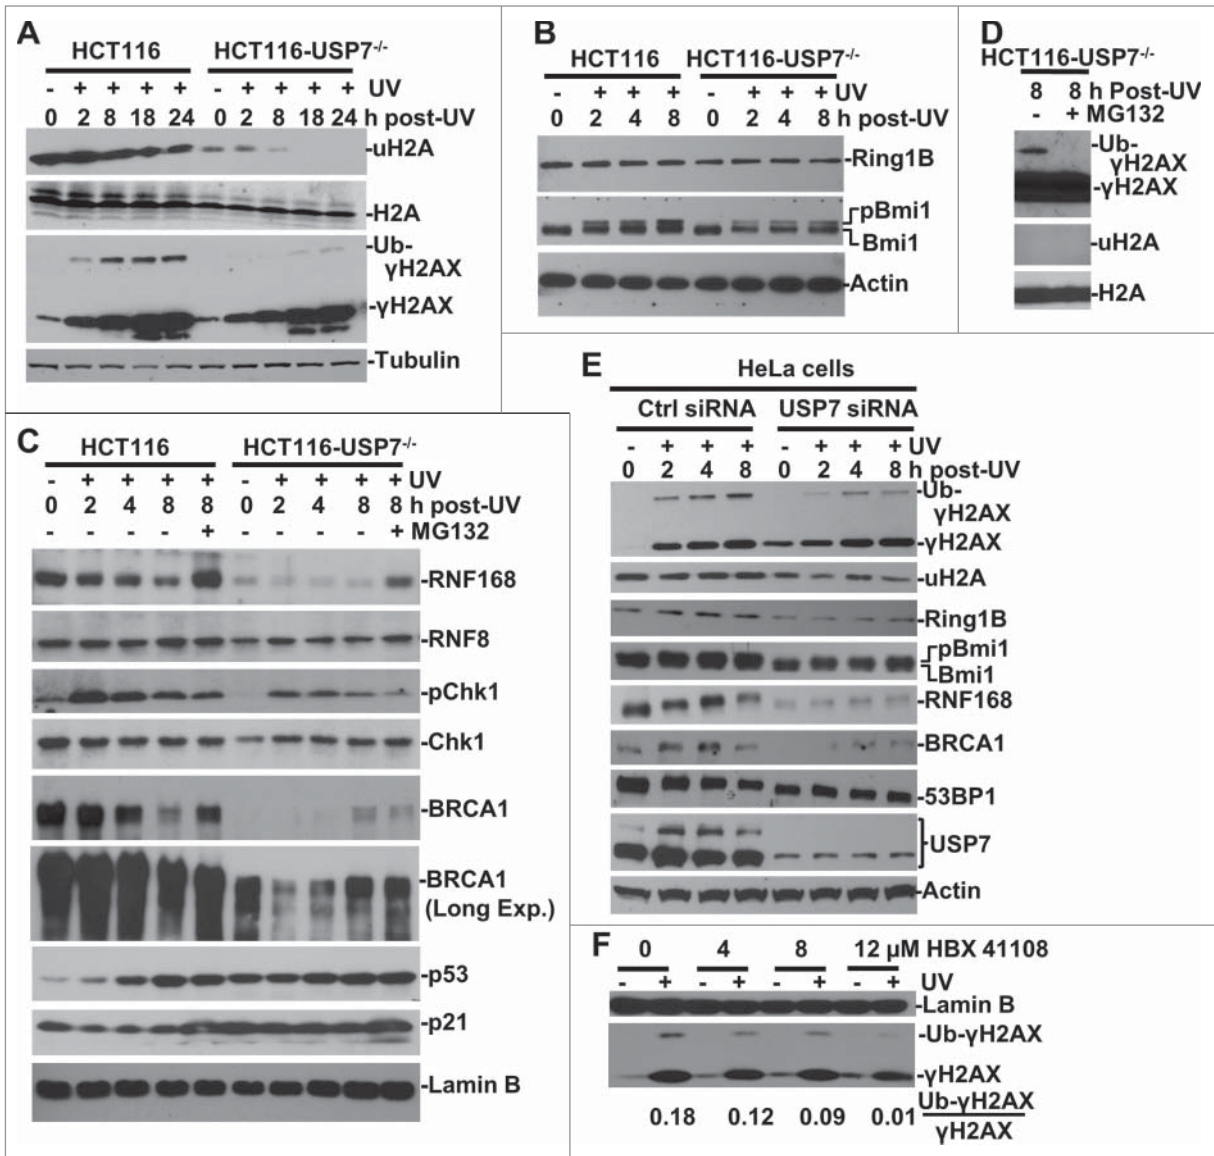 A
HCT116 HCT116-USP7-/-
- + + + + - + + + + UV
0 2 8 18 24 0 2 8 18 24 h post-UV
-uH2A
-H2A
-Ub-
γH2AX
-γH2AX
-Tubulin
B
HCT116 HCT116-USP7-/-
- + + + - + + + UV
0 2 4 8 0 2 4 8 h post-UV
-Ring1B
pBmi1
Bmi1
-Actin
D
HCT116-USP7-/-
8 8 h Post-UV
- + MG132
-Ub-
γH2AX
-γH2AX
-uH2A
-H2A
C
HCT116 HCT116-USP7-/-
- + + + + - + + + + UV
0 2 4 8 8 0 2 4 8 8 h post-UV
- - - - + - - - - + MG132
-RNF168
-RNF8
-pChk1
-Chk1
-BRCA1
-BRCA1
(Long Exp.)
-p53
-p21
-Lamin B
E
HeLa cells
Ctrl siRNA USP7 siRNA
- + + + - + + + UV
0 2 4 8 0 2 4 8 h post-UV
-Ub-
γH2AX
-γH2AX
-uH2A
-Ring1B
pBmi1
Bmi1
-RNF168
-BRCA1
-53BP1
-USP7
-Actin
F
0 4 8 12 µM HBX 41108
- + - + - + - + UV
-Lamin B
-Ub-γH2AX
-γH2AX
0.18 0.12 0.09 0.01 Ub-γH2AX
γH2AX